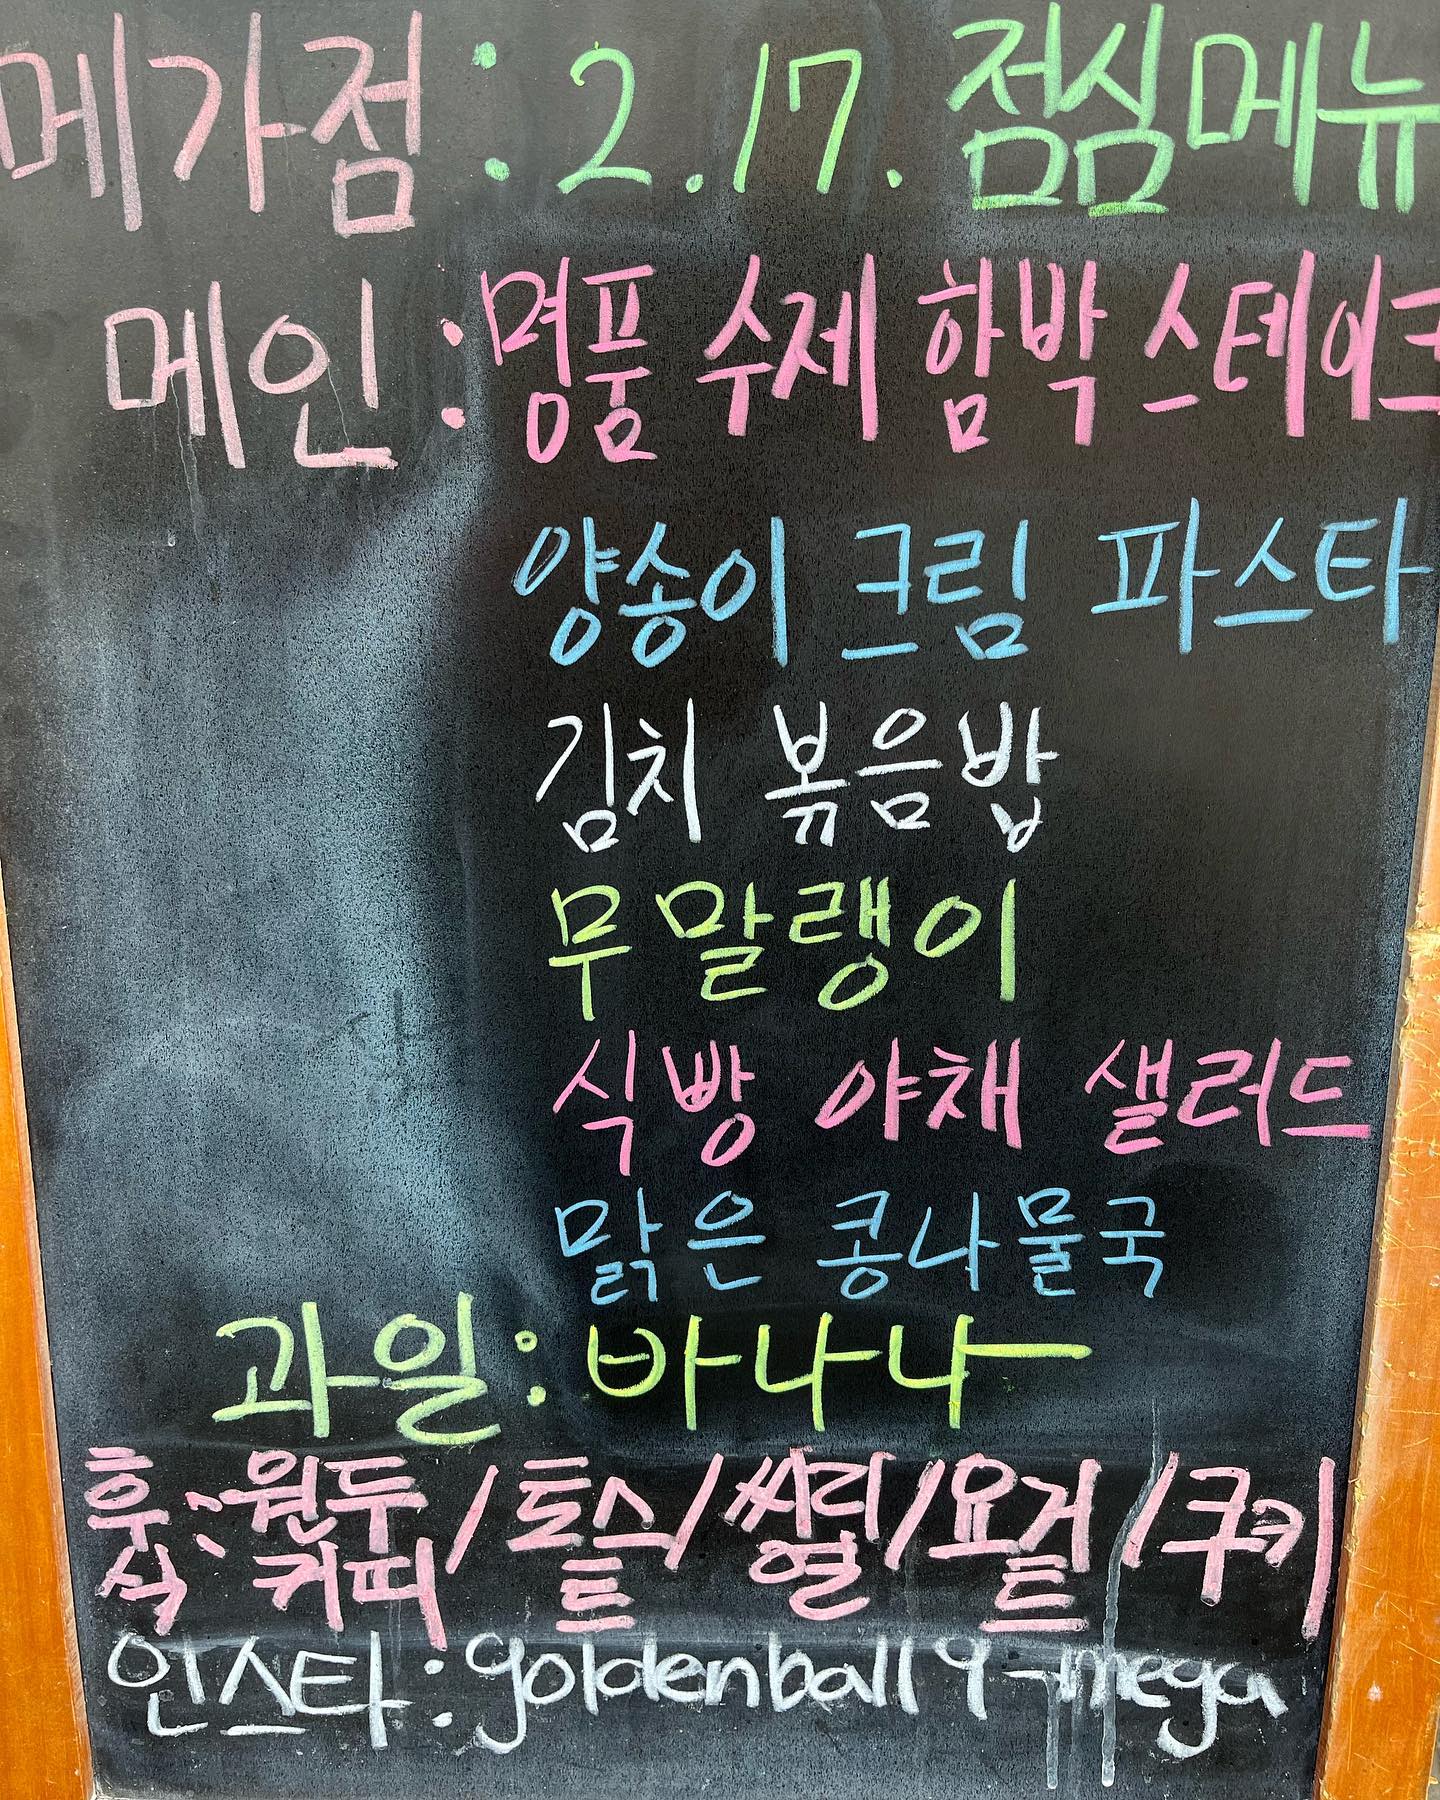 메가점 : 2.17. 점심메뉴
메인 : 명품 수제 함박 스테이크
양송이 크림 파스타
김치 볶음밥
무말랭이
식빵 야채 샐러드
맑은 콩나물국
과일 : 바나나
후식 : 원두커피 / 토스트 / 씨리얼 / 요거트 / 쿠키
인스타 : goldenball9-mega